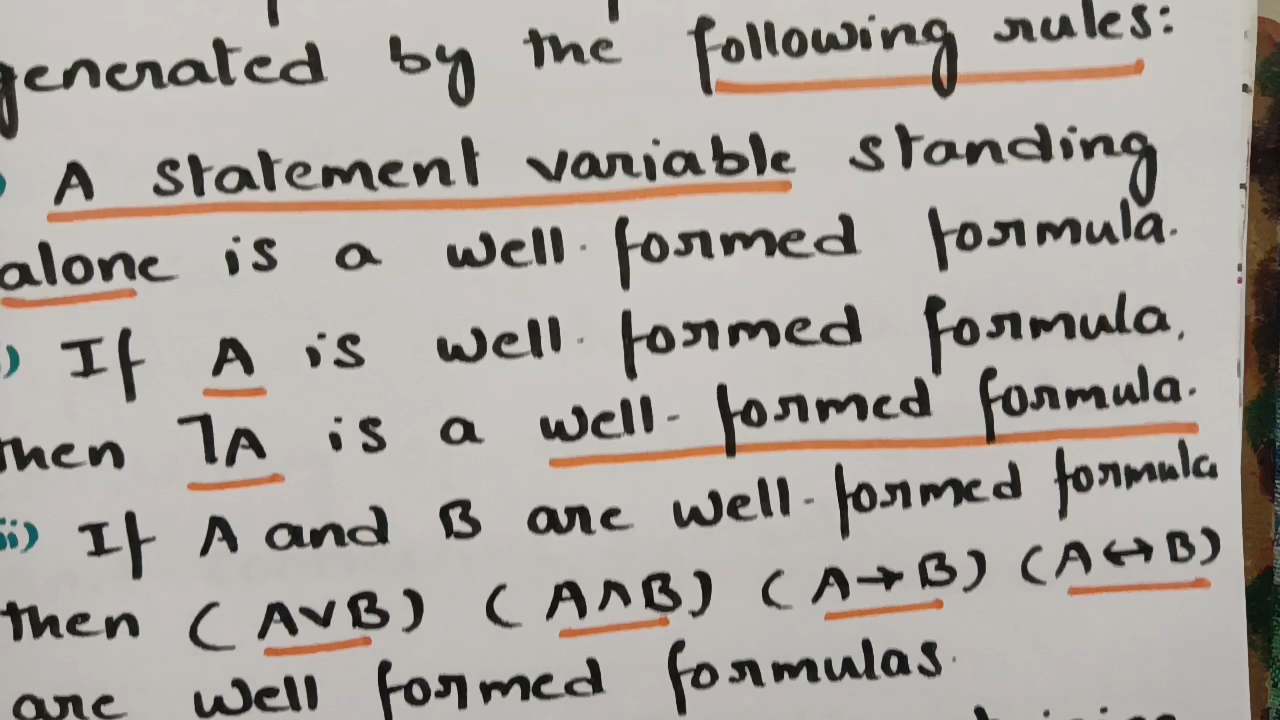 generated by the following rules:
A statement variable standing
alone is a well-formed formula.
) If A is well-formed formula,
then ⅂A is a well-formed formula.
ii) If A and B are well-formed formula
then (A∨B) (A∧B) (A→B) (A↔B)
are well formed formulas.